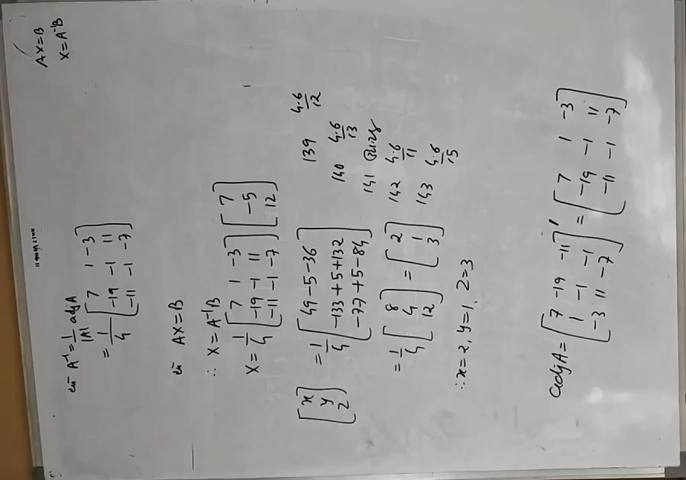 AX=B
X=A⁻¹B
ii) A⁻¹ = 1/|A| adjA
= 1/4 [7 1 -3]
[-19 -1 11]
[-11 -1 -7]
ii) AX=B
∴ X=A⁻¹B
X = 1/4 [7 1 -3] [7]
[-19 -1 11] [-5]
[-11 -1 -7] [12]
[x] = 1/4 [49-5-36]
[y] [-133+5+132]
[z] [-77+5-84]
= 1/4 [8] = [2]
[4] [1]
[12] [3]
∴ x=2, y=1, z=3
139 4.6/12
140 4.6/13
141 Quizy
142 4.6/11
143 4.6/15
adjA = [7 -19 -11]' = [7 1 -3]
[1 -1 -1] [-19 -1 11]
[-3 11 -7] [-11 -1 -7]